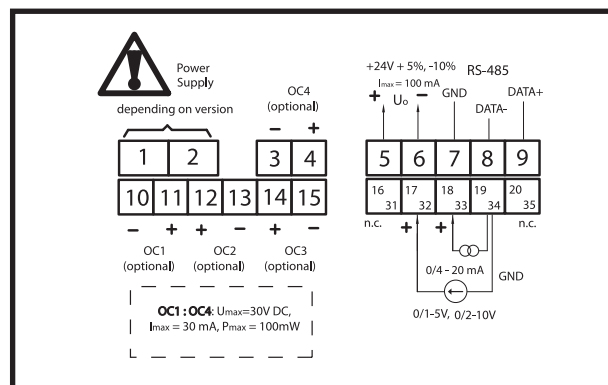 Power
Supply
depending on version
OC4
(optional)
− +
1 2 3 4
10 11 12 13 14 15
− + + − + −
OC1
(optional)
OC2
(optional)
OC3
(optional)
OC1 : OC4: Umax=30V DC,
Imax = 30 mA, Pmax = 100mW
+24V + 5%, -10%
Imax = 100 mA
+ Uo −
RS-485
GND
DATA-
DATA+
5 6 7 8 9
16 17 18 19 20
31 32 33 34 35
n.c. + + n.c.
0/4 – 20 mA
GND
0/1-5V, 0/2-10V